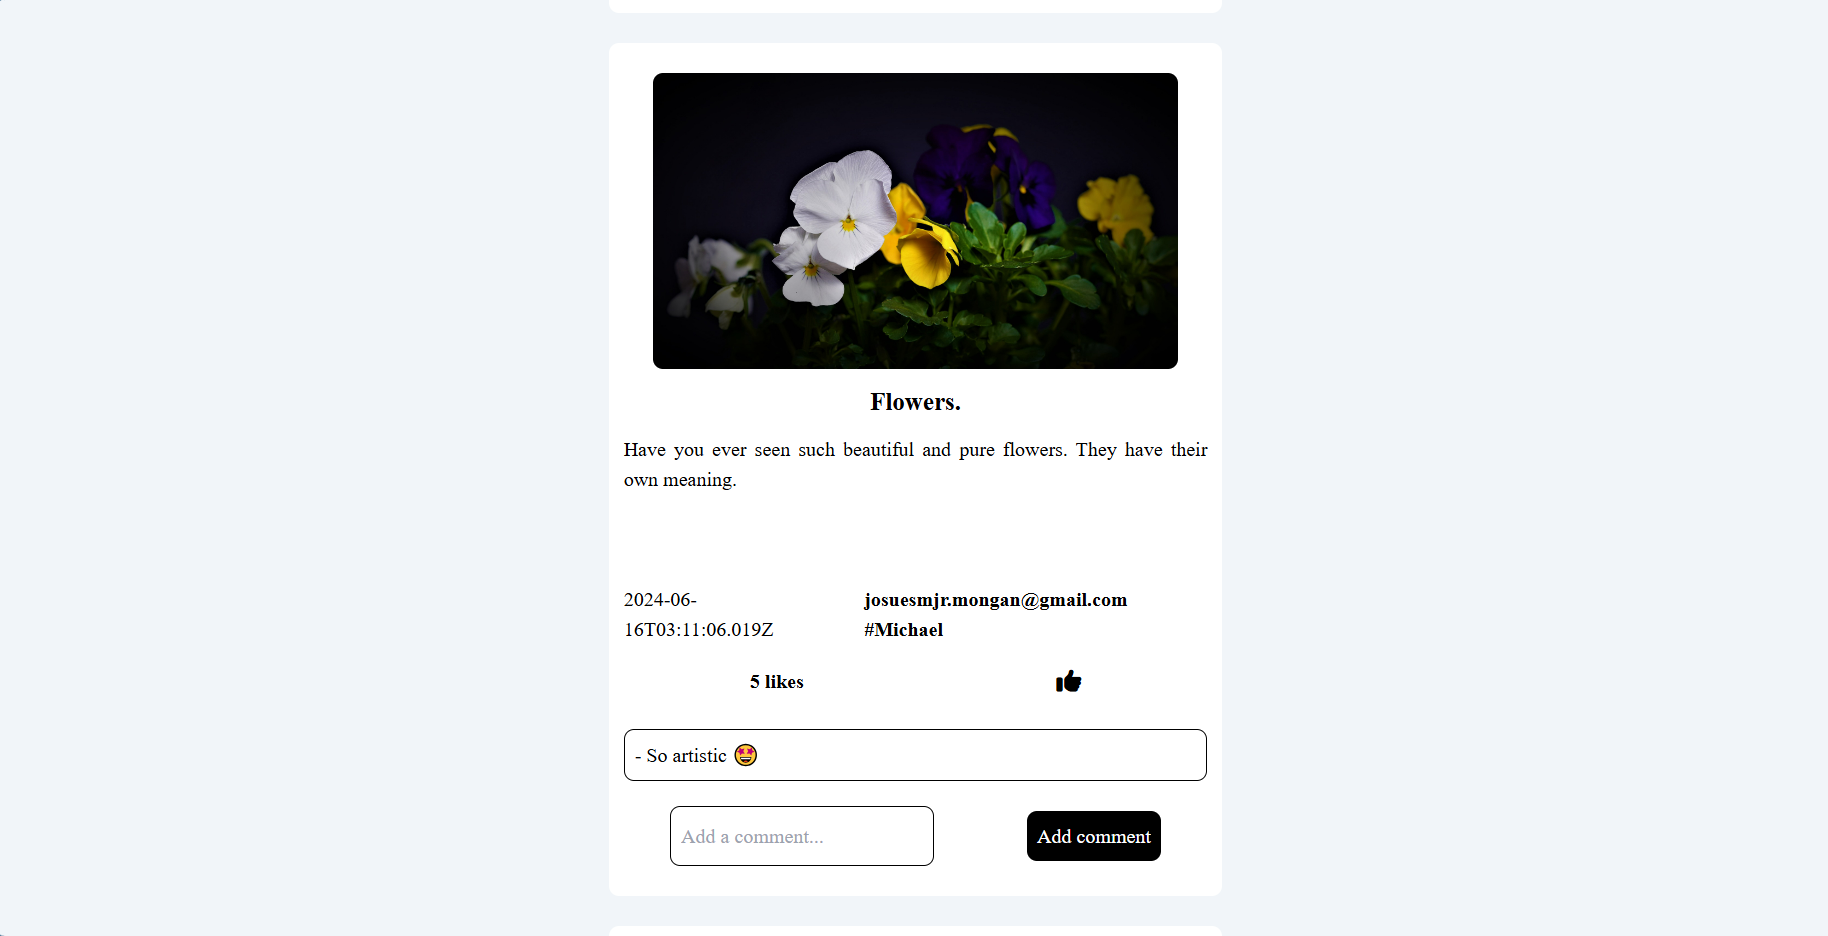 Flowers.
Have you ever seen such beautiful and pure flowers. They have their
own meaning.
2024-06-
16T03:11:06.019Z
josuesmjr.mongan@gmail.com
#Michael
5 likes
- So artistic 🤩
Add a comment...
Add comment